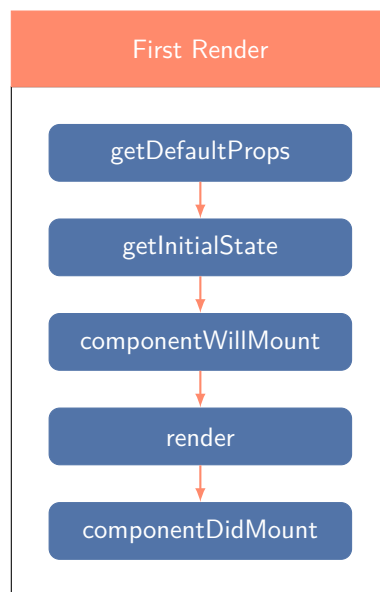 First Render
getDefaultProps
getInitialState
componentWillMount
render
componentDidMount